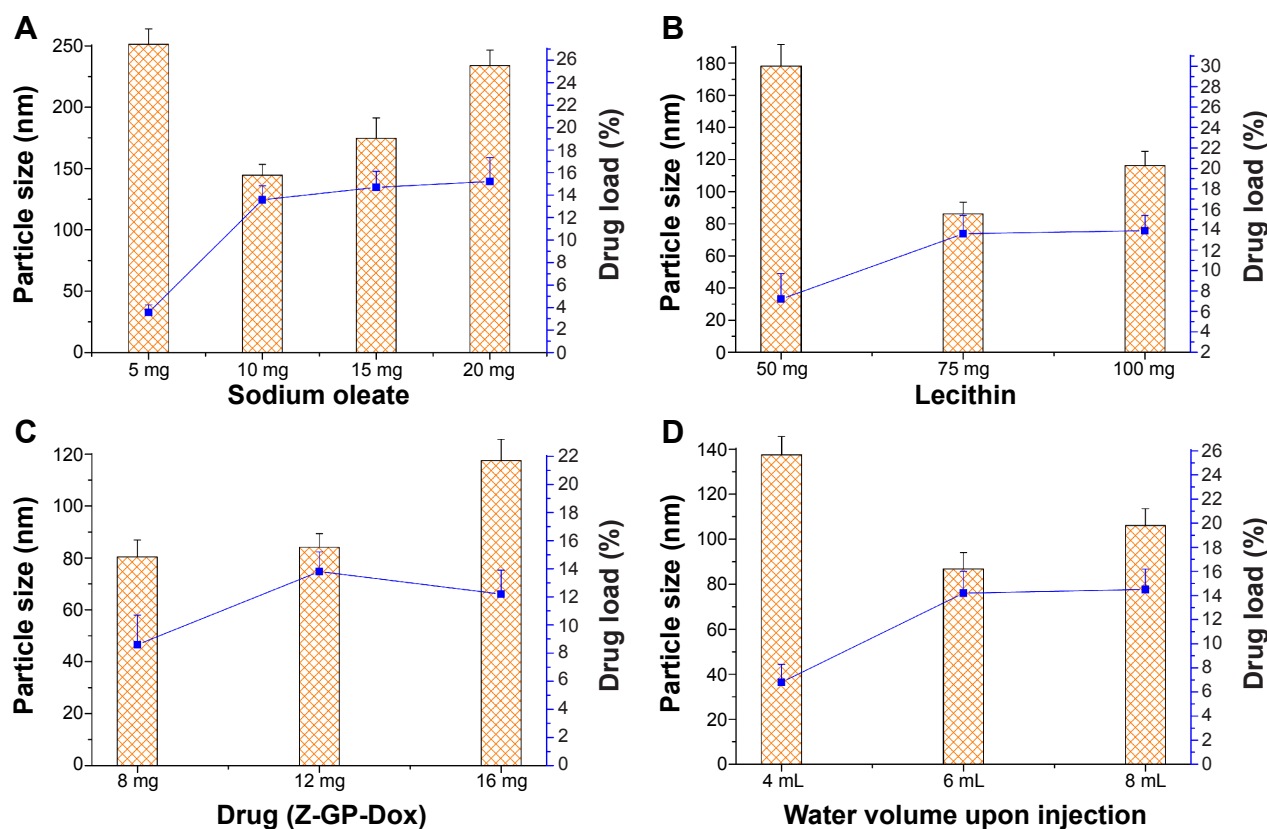 A
Particle size (nm)
250
200
150
100
50
0
26
24
22
20
18
16
14
12
10
8
6
4
2
0
Drug load (%)
5 mg
10 mg
15 mg
20 mg
Sodium oleate
B
Particle size (nm)
180
160
140
120
100
80
60
40
20
0
30
28
26
24
22
20
18
16
14
12
10
8
6
4
2
Drug load (%)
50 mg
75 mg
100 mg
Lecithin
C
Particle size (nm)
120
100
80
60
40
20
0
22
20
18
16
14
12
10
8
6
4
2
0
Drug load (%)
8 mg
12 mg
16 mg
Drug (Z-GP-Dox)
D
Particle size (nm)
140
120
100
80
60
40
20
0
26
24
22
20
18
16
14
12
10
8
6
4
2
0
Drug load (%)
4 mL
6 mL
8 mL
Water volume upon injection